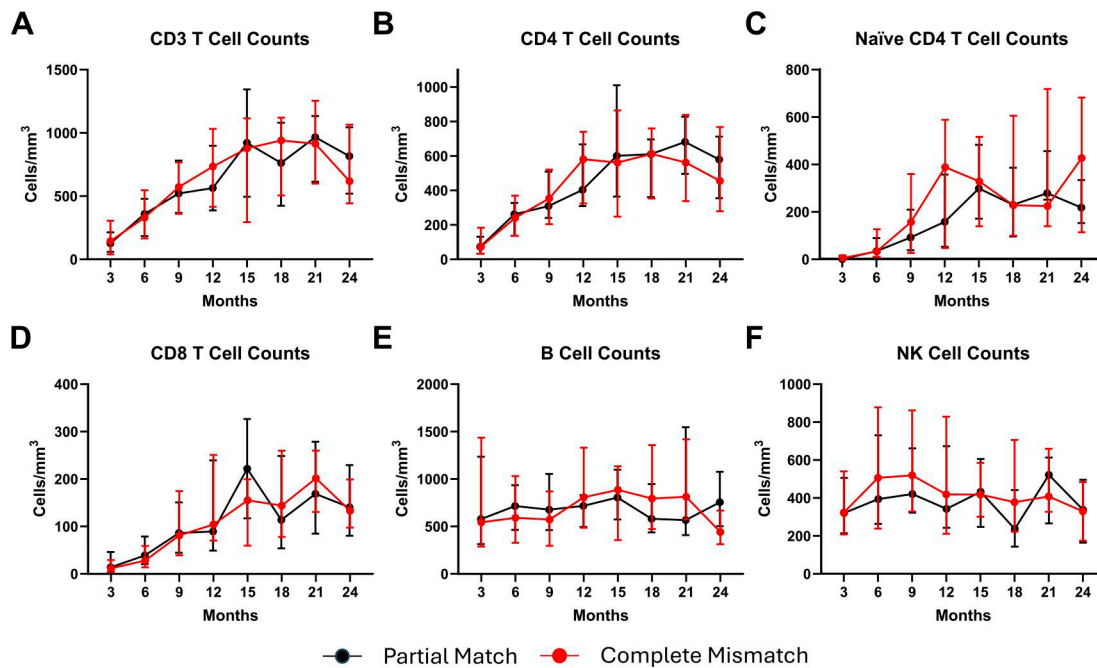 A
CD3 T Cell Counts
Cells/mm³
1500
1000
500
0
3 6 9 12 15 18 21 24
Months
B
CD4 T Cell Counts
Cells/mm³
1000
800
600
400
200
0
3 6 9 12 15 18 21 24
Months
C
Naïve CD4 T Cell Counts
Cells/mm³
800
600
400
200
0
3 6 9 12 15 18 21 24
Months
D
CD8 T Cell Counts
Cells/mm³
400
300
200
100
0
3 6 9 12 15 18 21 24
Months
E
B Cell Counts
Cells/mm³
2000
1500
1000
500
0
3 6 9 12 15 18 21 24
Months
F
NK Cell Counts
Cells/mm³
1000
800
600
400
200
0
3 6 9 12 15 18 21 24
Months
Partial Match Complete Mismatch